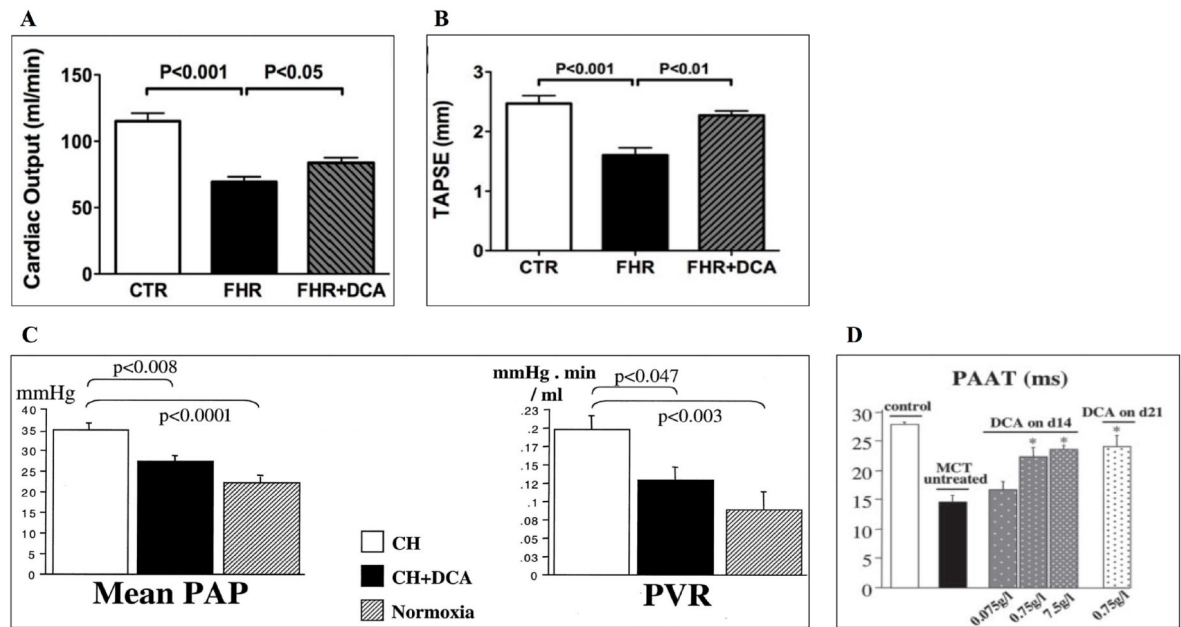 A
Cardiac Output (ml/min)
P<0.001 P<0.05
150
100
50
0
CTR FHR FHR+DCA
B
TAPSE (mm)
P<0.001 P<0.01
3
2
1
0
CTR FHR FHR+DCA
C
p<0.008
mmHg
p<0.0001
40
35
30
25
20
15
10
5
0
Mean PAP
CH
CH+DCA
Normoxia
mmHg . min
/ ml
p<0.047
p<0.003
.23
.2
.18
.15
.12
.1
.08
.05
.03
0
PVR
D
PAAT (ms)
control
DCA on d14
DCA on d21
MCT
untreated
* * *
30
25
20
15
10
5
0
0.075g/l 0.75g/l 7.5g/l 0.75g/l